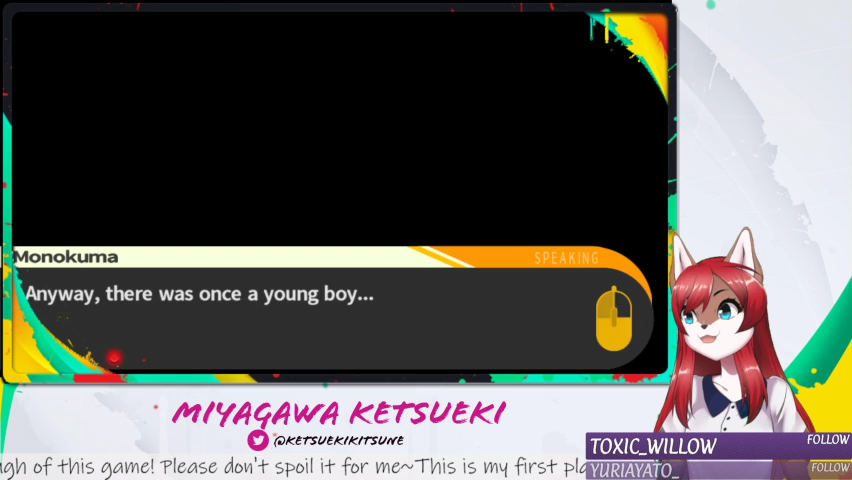 Monokuma
SPEAKING
Anyway, there was once a young boy...
MIYAGAWA KETSUEKI
@KETSUEKIKITSUNE
TOXIC_WILLOW
FOLLOW
of this game! Please don't spoil it for me~This is my first
YURIAYATO_
FOLLOW